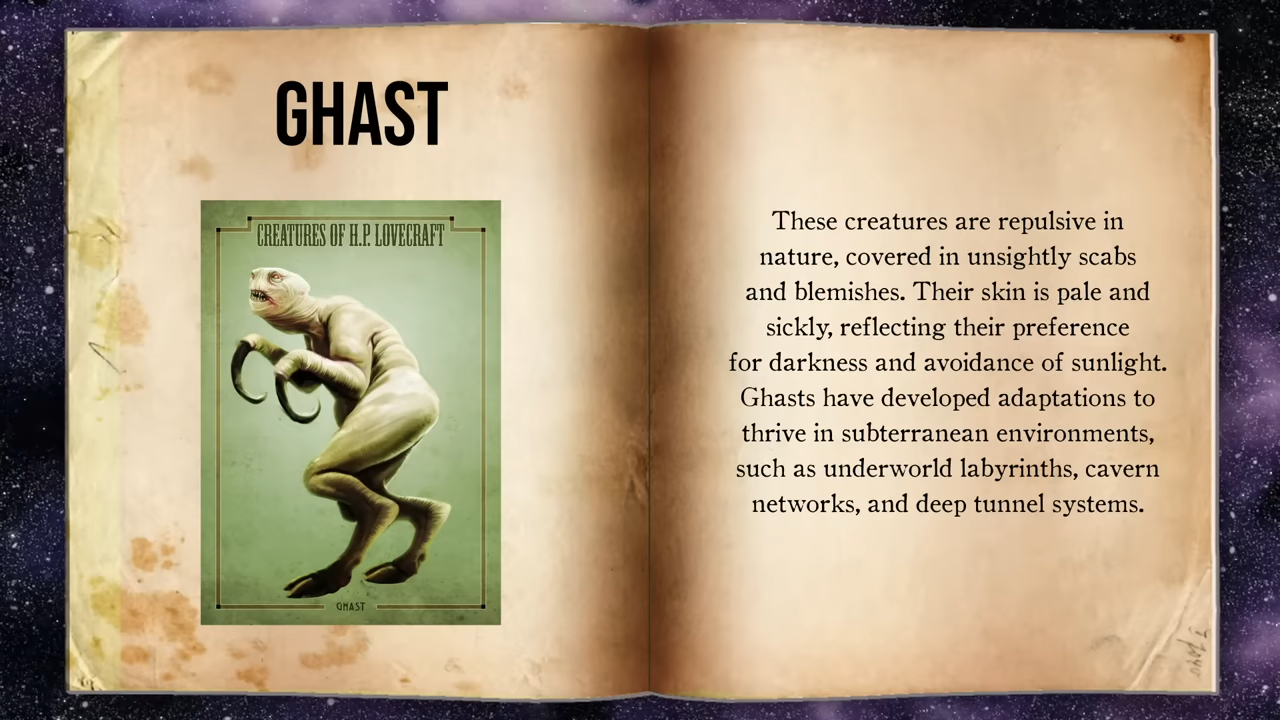 GHAST
CREATURES OF H.P. LOVECRAFT
GHAST
These creatures are repulsive in
nature, covered in unsightly scabs
and blemishes. Their skin is pale and
sickly, reflecting their preference
for darkness and avoidance of sunlight.
Ghasts have developed adaptations to
thrive in subterranean environments,
such as underworld labyrinths, cavern
networks, and deep tunnel systems.